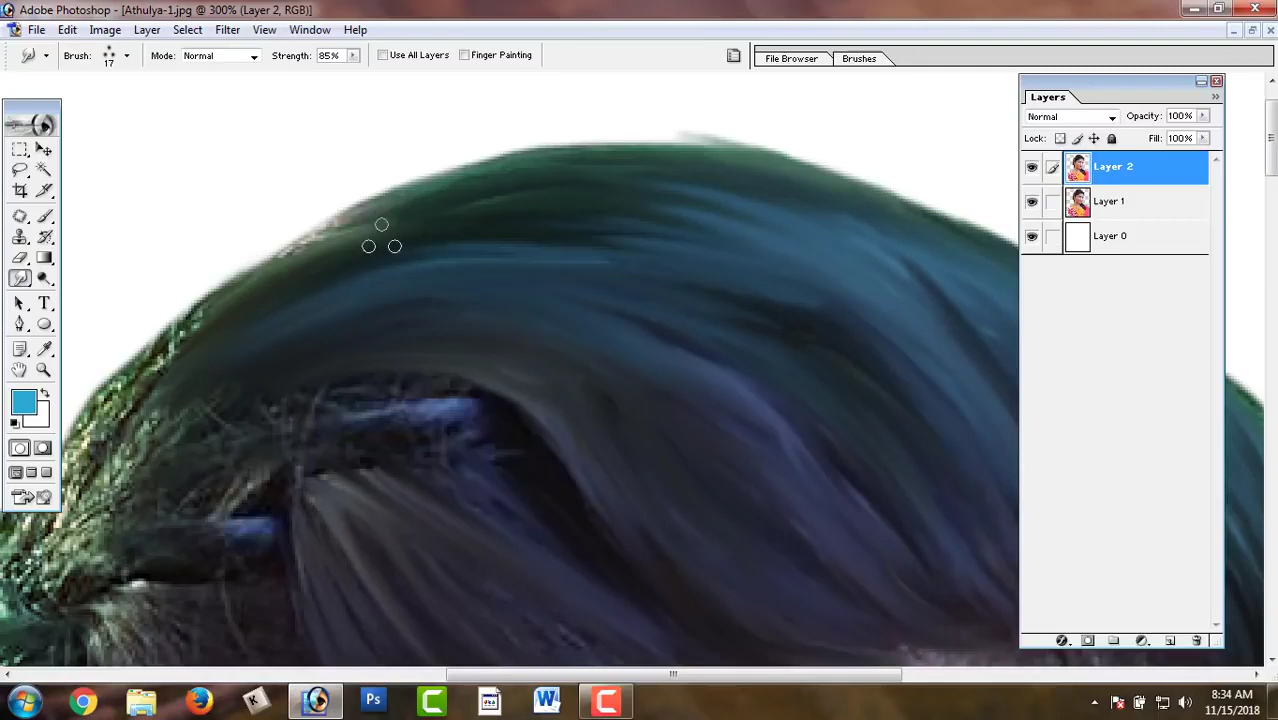 Adobe Photoshop - [Athulya-1.jpg @ 300% (Layer 2, RGB)]
File Edit Image Layer Select Filter View Window Help
Brush: 17 Mode: Normal Strength: 85% Use All Layers Finger Painting File Browser Brushes
Layers
Normal Opacity: 100%
Lock: Fill: 100%
Layer 2
Layer 1
Layer 0
T
K Ps C W C
8:34 AM
11/15/2018